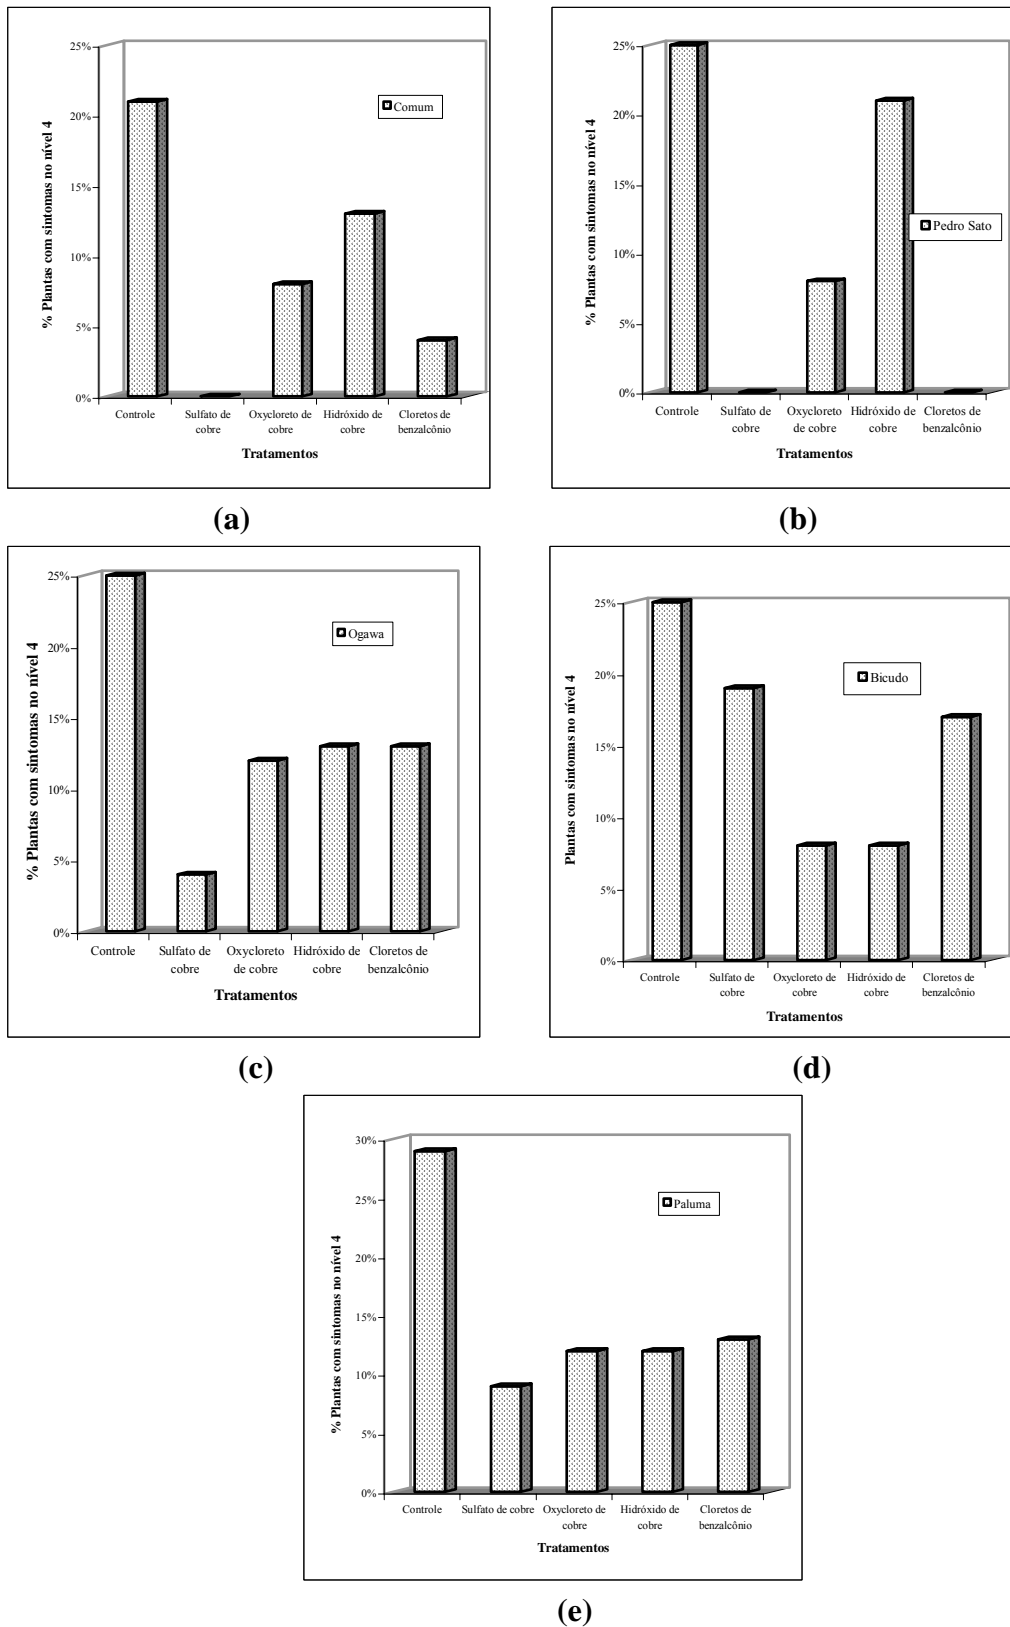 25%
20%
15%
10%
5%
0%
% Plantas com sintomas no nível 4
Comum
Controle
Sulfato de
cobre
Oxycloreto de
cobre
Hidróxido de
cobre
Cloretos de
benzalcônio
Tratamentos
(a)
25%
20%
15%
10%
5%
0%
% Plantas com sintomas no nível 4
Pedro Sato
Controle
Sulfato de
cobre
Oxycloreto
de cobre
Hidróxido de
cobre
Cloretos de
benzalcônio
Tratamentos
(b)
25%
20%
15%
10%
5%
0%
% Plantas com sintomas no nível 4
Ogawa
Controle
Sulfato de
cobre
Oxycloreto
de cobre
Hidróxido de
cobre
Cloretos de
benzalcônio
Tratamentos
(c)
25%
20%
15%
10%
5%
0%
Plantas com sintomas no nível 4
Bicudo
Controle
Sulfato de
cobre
Oxycloreto de
cobre
Hidróxido de
cobre
Cloretos de
benzalcônio
Tratamentos
(d)
30%
25%
20%
15%
10%
5%
0%
% Plantas com sintomas no nível 4
Paluma
Controle
Sulfato de cobre
Oxycloreto de
cobre
Hidróxido de
cobre
Cloretos de
benzalcônio
Tratamentos
(e)